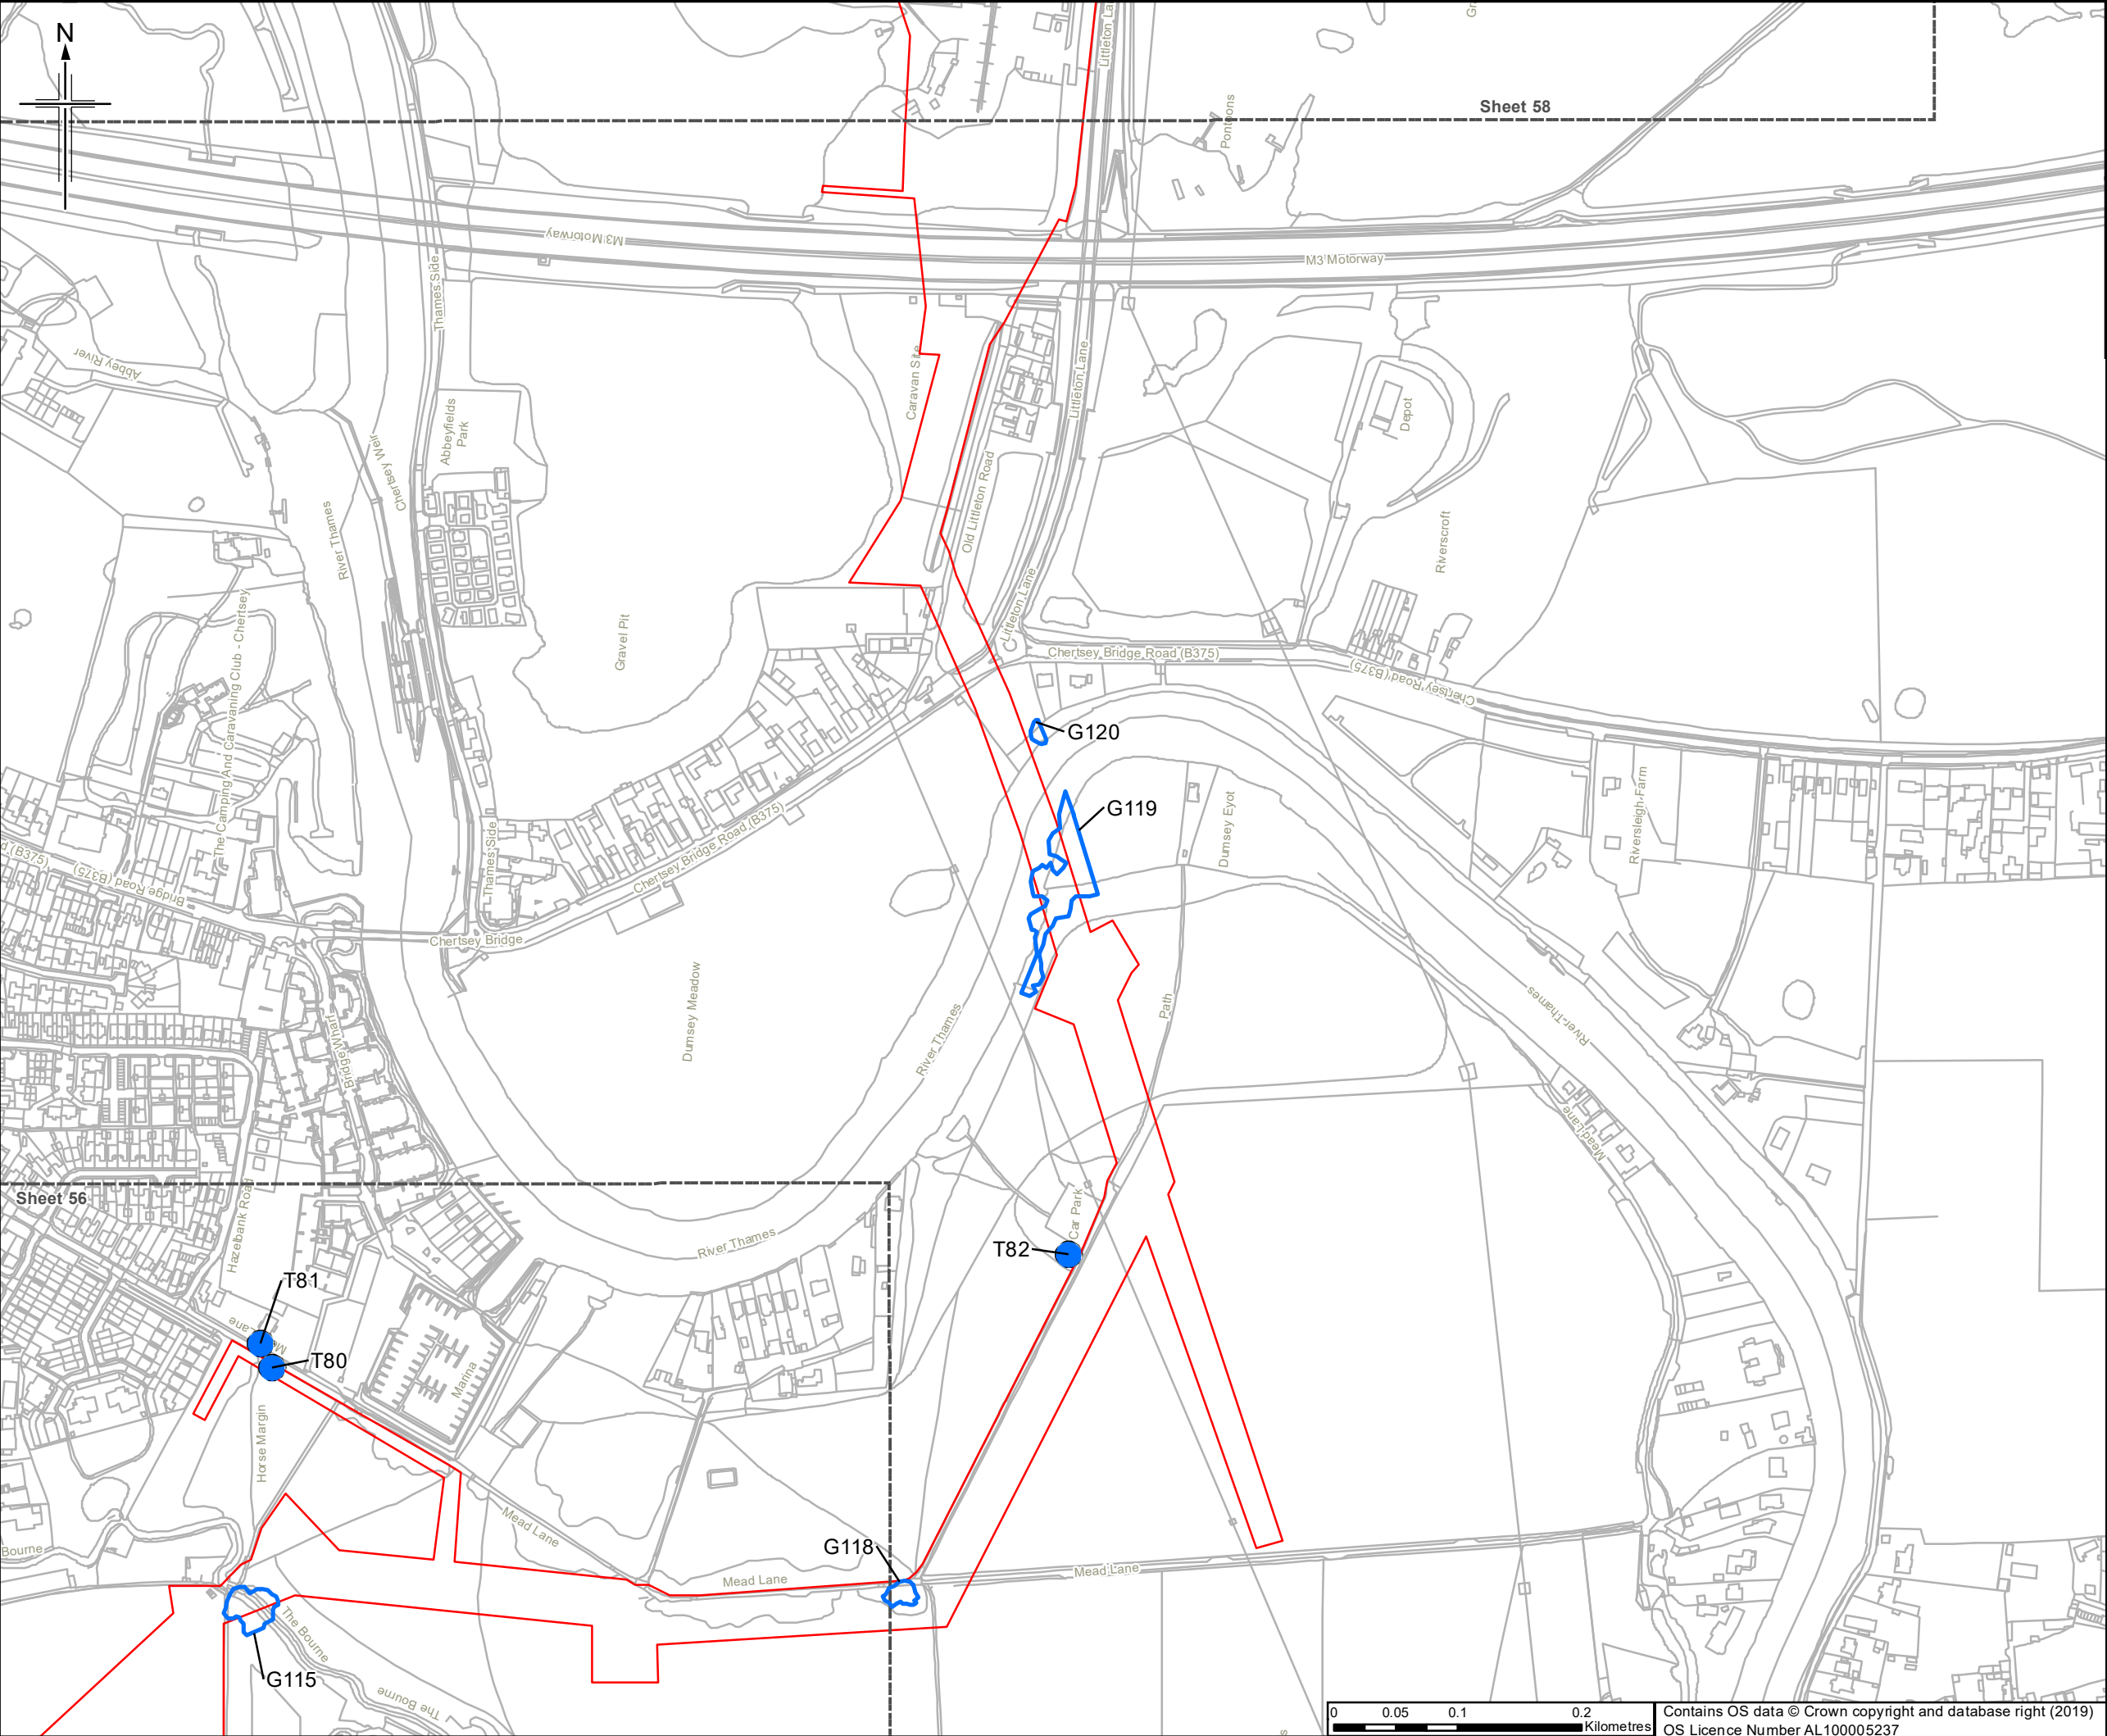 N
Littleton La
Gr
Pontoons
Sheet 58
M3 Motorway
M3 Motorway
Thames Side
Abbey River
Chertsey Weir
Abbeyfields
Park
Caravan Site
Littleton Lane
Depot
River Thames
Old Littleton Road
Riverscroft
The Camping And Caravaning Club - Chertsey
Gravel Pit
Littleton Lane
Chertsey Bridge Road (B375)
Chertsey Road (B375)
G120
G119
Dumsey Eyot
Riversleigh Farm
Thames Side
Chertsey Bridge Road (B375)
d (B375)
Bridge Road (B375)
Chertsey Bridge
Dumsey Meadow
River Thames
Path
River Thames
Bridge Wharf
Mead Lane
Sheet 56
Hazelbank Road
River Thames
Car Park
T82
T81
T80
Marina
Horse Margin
Mead Lane
G118
Mead Lane
Mead Lane
Bourne
The Bourne
G115
The Bourne
0 0.05 0.1 0.2
Kilometres
Contains OS data © Crown copyright and database right (2019)
OS Licence Number AL100005237